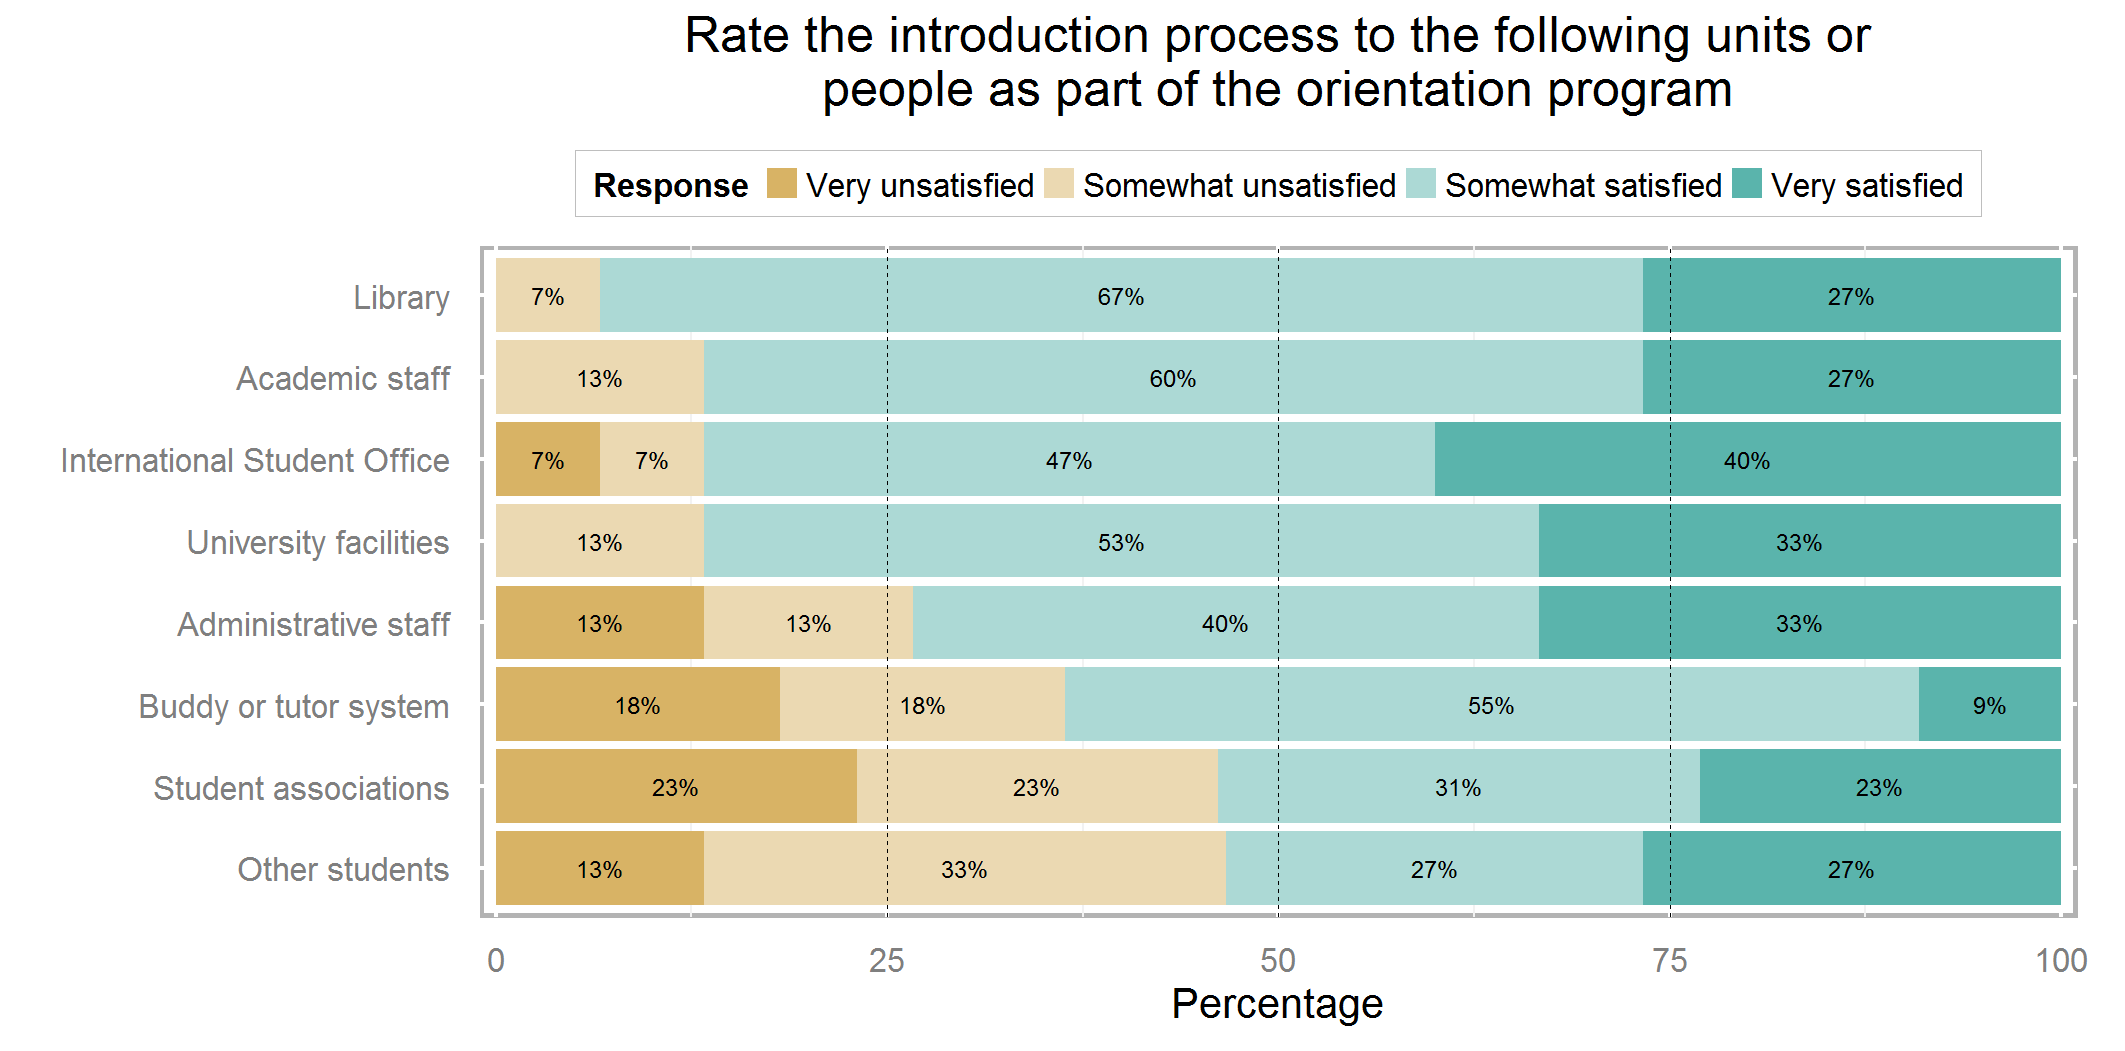 Rate the introduction process to the following units or
people as part of the orientation program
Response Very unsatisfied Somewhat unsatisfied Somewhat satisfied Very satisfied
Library 7% 67% 27%
Academic staff 13% 60% 27%
International Student Office 7% 7% 47% 40%
University facilities 13% 53% 33%
Administrative staff 13% 13% 40% 33%
Buddy or tutor system 18% 18% 55% 9%
Student associations 23% 23% 31% 23%
Other students 13% 33% 27% 27%
0 25 50 75 100
Percentage